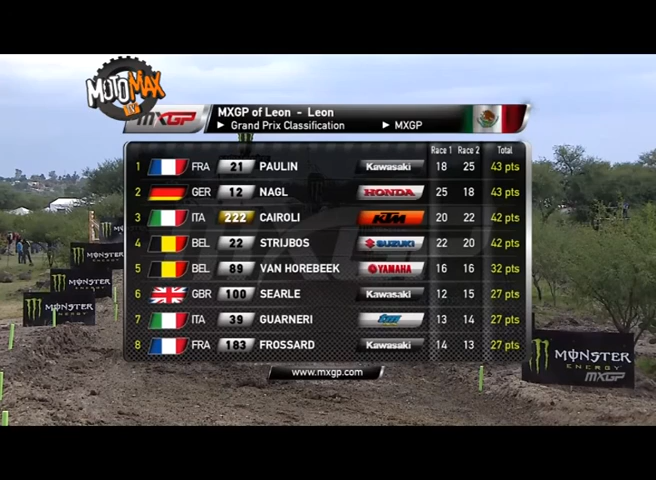 MOTOMAX
TV
MXGP
MXGP of Leon - Leon
Grand Prix Classification MXGP
Race 1 Race 2 Total
1 FRA 21 PAULIN Kawasaki 18 25 43 pts
2 GER 12 NAGL HONDA 25 18 43 pts
3 ITA 222 CAIROLI KTM 20 22 42 pts
4 BEL 22 STRIJBOS SUZUKI 22 20 42 pts
5 BEL 89 VAN HOREBEEK YAMAHA 16 16 32 pts
6 GBR 100 SEARLE Kawasaki 12 15 27 pts
7 ITA 39 GUARNERI tm 13 14 27 pts
8 FRA 183 FROSSARD Kawasaki 14 13 27 pts
www.mxgp.com
MONSTER
ENERGY
MONSTER
ENERGY
MONSTER
ENERGY
MONSTER
ENERGY
MXGP